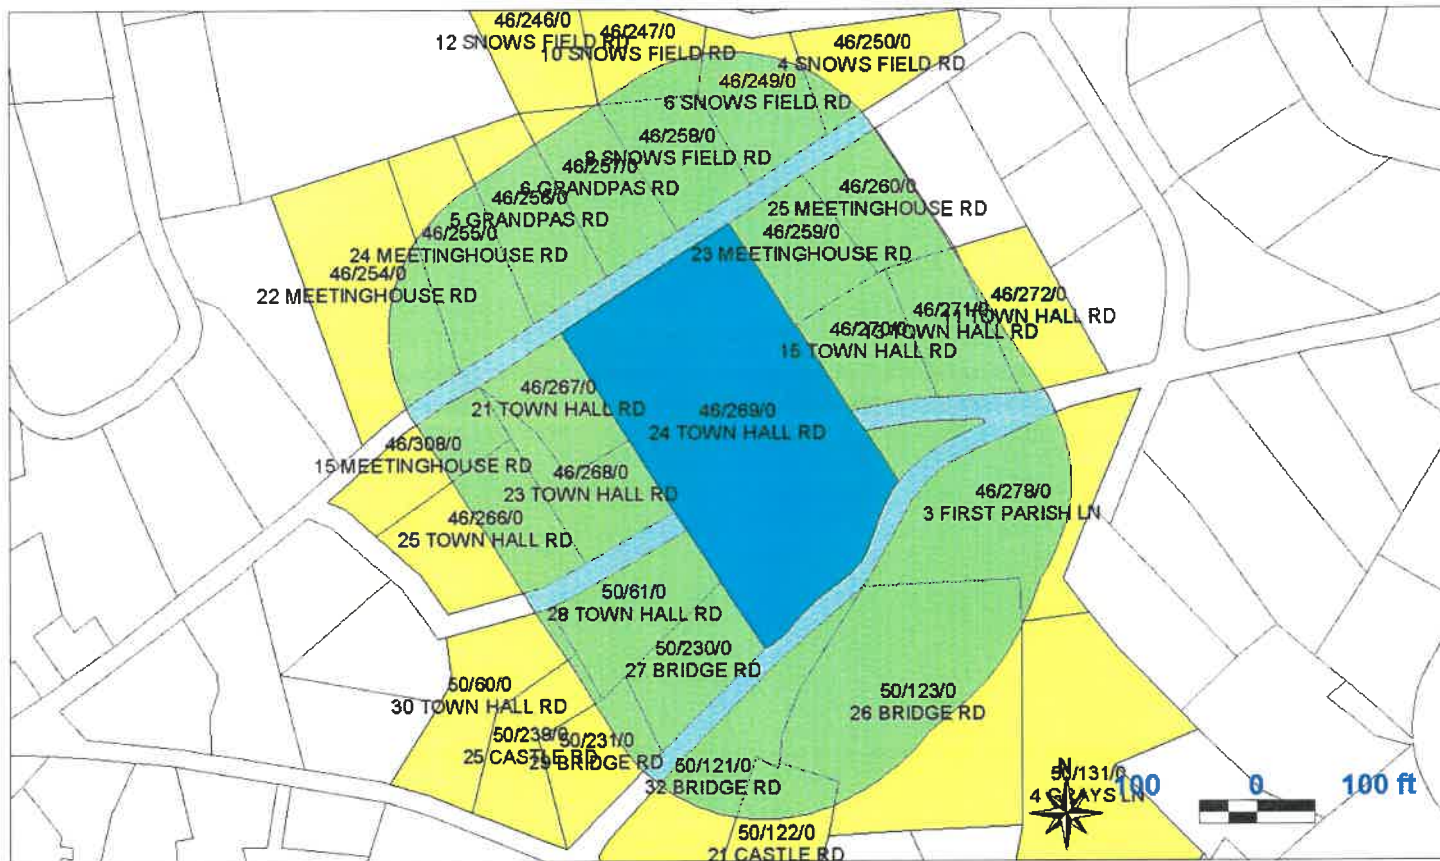 46/246/0
12 SNOWS FIELD RD
46/247/0
10 SNOWS FIELD RD
46/250/0
4 SNOWS FIELD RD
46/249/0
6 SNOWS FIELD RD
46/258/0
8 SNOWS FIELD RD
46/257/0
6 GRANDPAS RD
46/256/0
5 GRANDPAS RD
46/255/0
24 MEETINGHOUSE RD
46/254/0
22 MEETINGHOUSE RD
46/260/0
25 MEETINGHOUSE RD
46/259/0
23 MEETINGHOUSE RD
46/272/0
11 TOWN HALL RD
46/271/0
13 TOWN HALL RD
46/270/0
15 TOWN HALL RD
46/267/0
21 TOWN HALL RD
46/269/0
24 TOWN HALL RD
46/308/0
15 MEETINGHOUSE RD
46/268/0
23 TOWN HALL RD
46/278/0
3 FIRST PARISH LN
46/266/0
25 TOWN HALL RD
50/61/0
28 TOWN HALL RD
50/230/0
27 BRIDGE RD
50/60/0
30 TOWN HALL RD
50/123/0
26 BRIDGE RD
50/239/0
25 CASTLE RD
50/231/0
29 BRIDGE RD
50/121/0
32 BRIDGE RD
50/131/0
4 GRAYS LN
50/122/0
21 CASTLE RD
N
100 0 100 ft